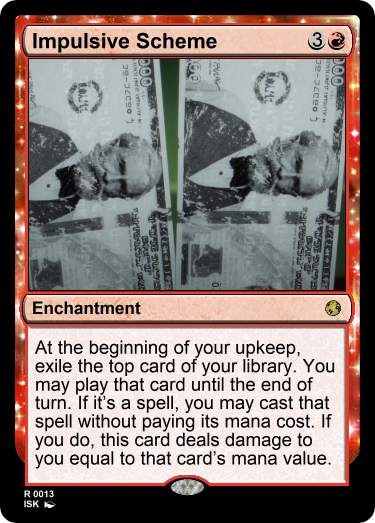 Impulsive Scheme
3
Enchantment
At the beginning of your upkeep,
exile the top card of your library. You
may play that card until the end of
turn. If it's a spell, you may cast that
spell without paying its mana cost. If
you do, this card deals damage to
you equal to that card's mana value.
R 0013
ISK